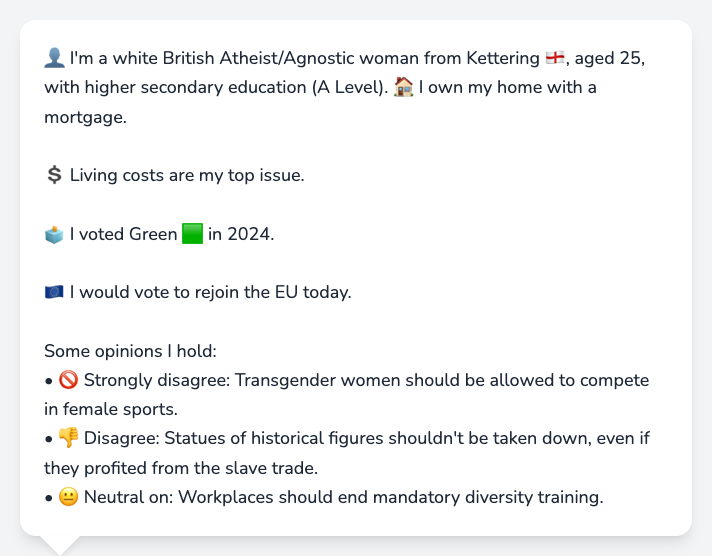 👤 I'm a white British Atheist/Agnostic woman from Kettering 🏴󠁧󠁢󠁥󠁮󠁧󠁿, aged 25,
with higher secondary education (A Level). 🏠 I own my home with a
mortgage.
💲 Living costs are my top issue.
🗳️ I voted Green 🟩 in 2024.
🇪🇺 I would vote to rejoin the EU today.
Some opinions I hold:
• 🚫 Strongly disagree: Transgender women should be allowed to compete
in female sports.
• 👎 Disagree: Statues of historical figures shouldn't be taken down, even if
they profited from the slave trade.
• 😐 Neutral on: Workplaces should end mandatory diversity training.